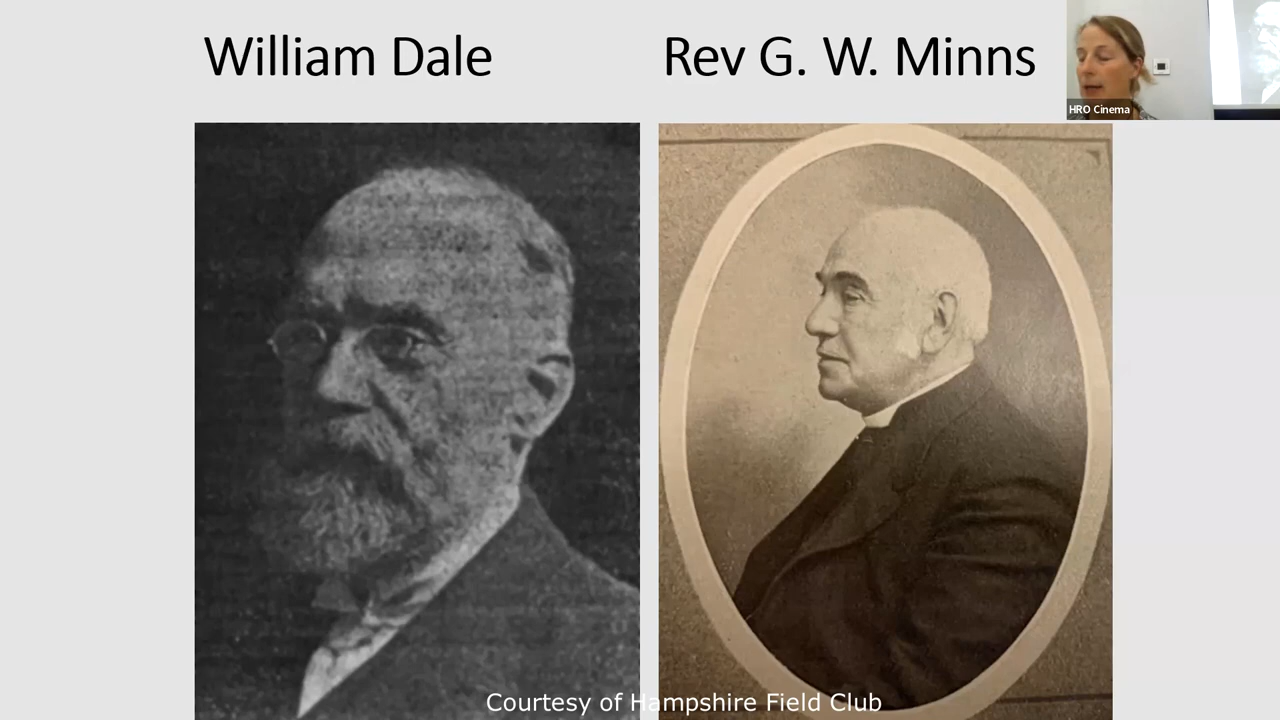 William Dale
Rev G. W. Minns
HRO Cinema
Courtesy of Hampshire Field Club